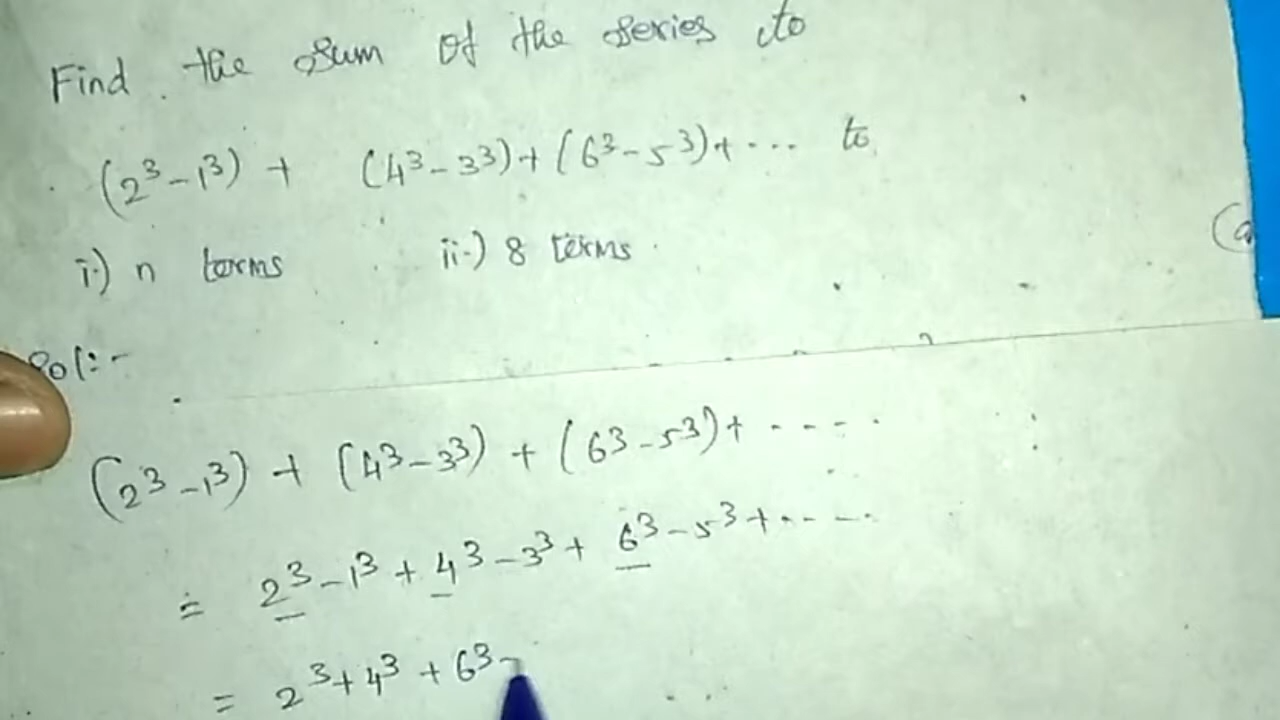 Find the sum of the series to
(2³-1³) + (4³-3³)+(6³-5³)+... to
i) n terms ii) 8 terms
Sol:-
(2³-1³) + (4³-3³) + (6³-5³)+ ....
= 2³-1³+4³-3³+ 6³-5³+....
= 2³+4³+6³-